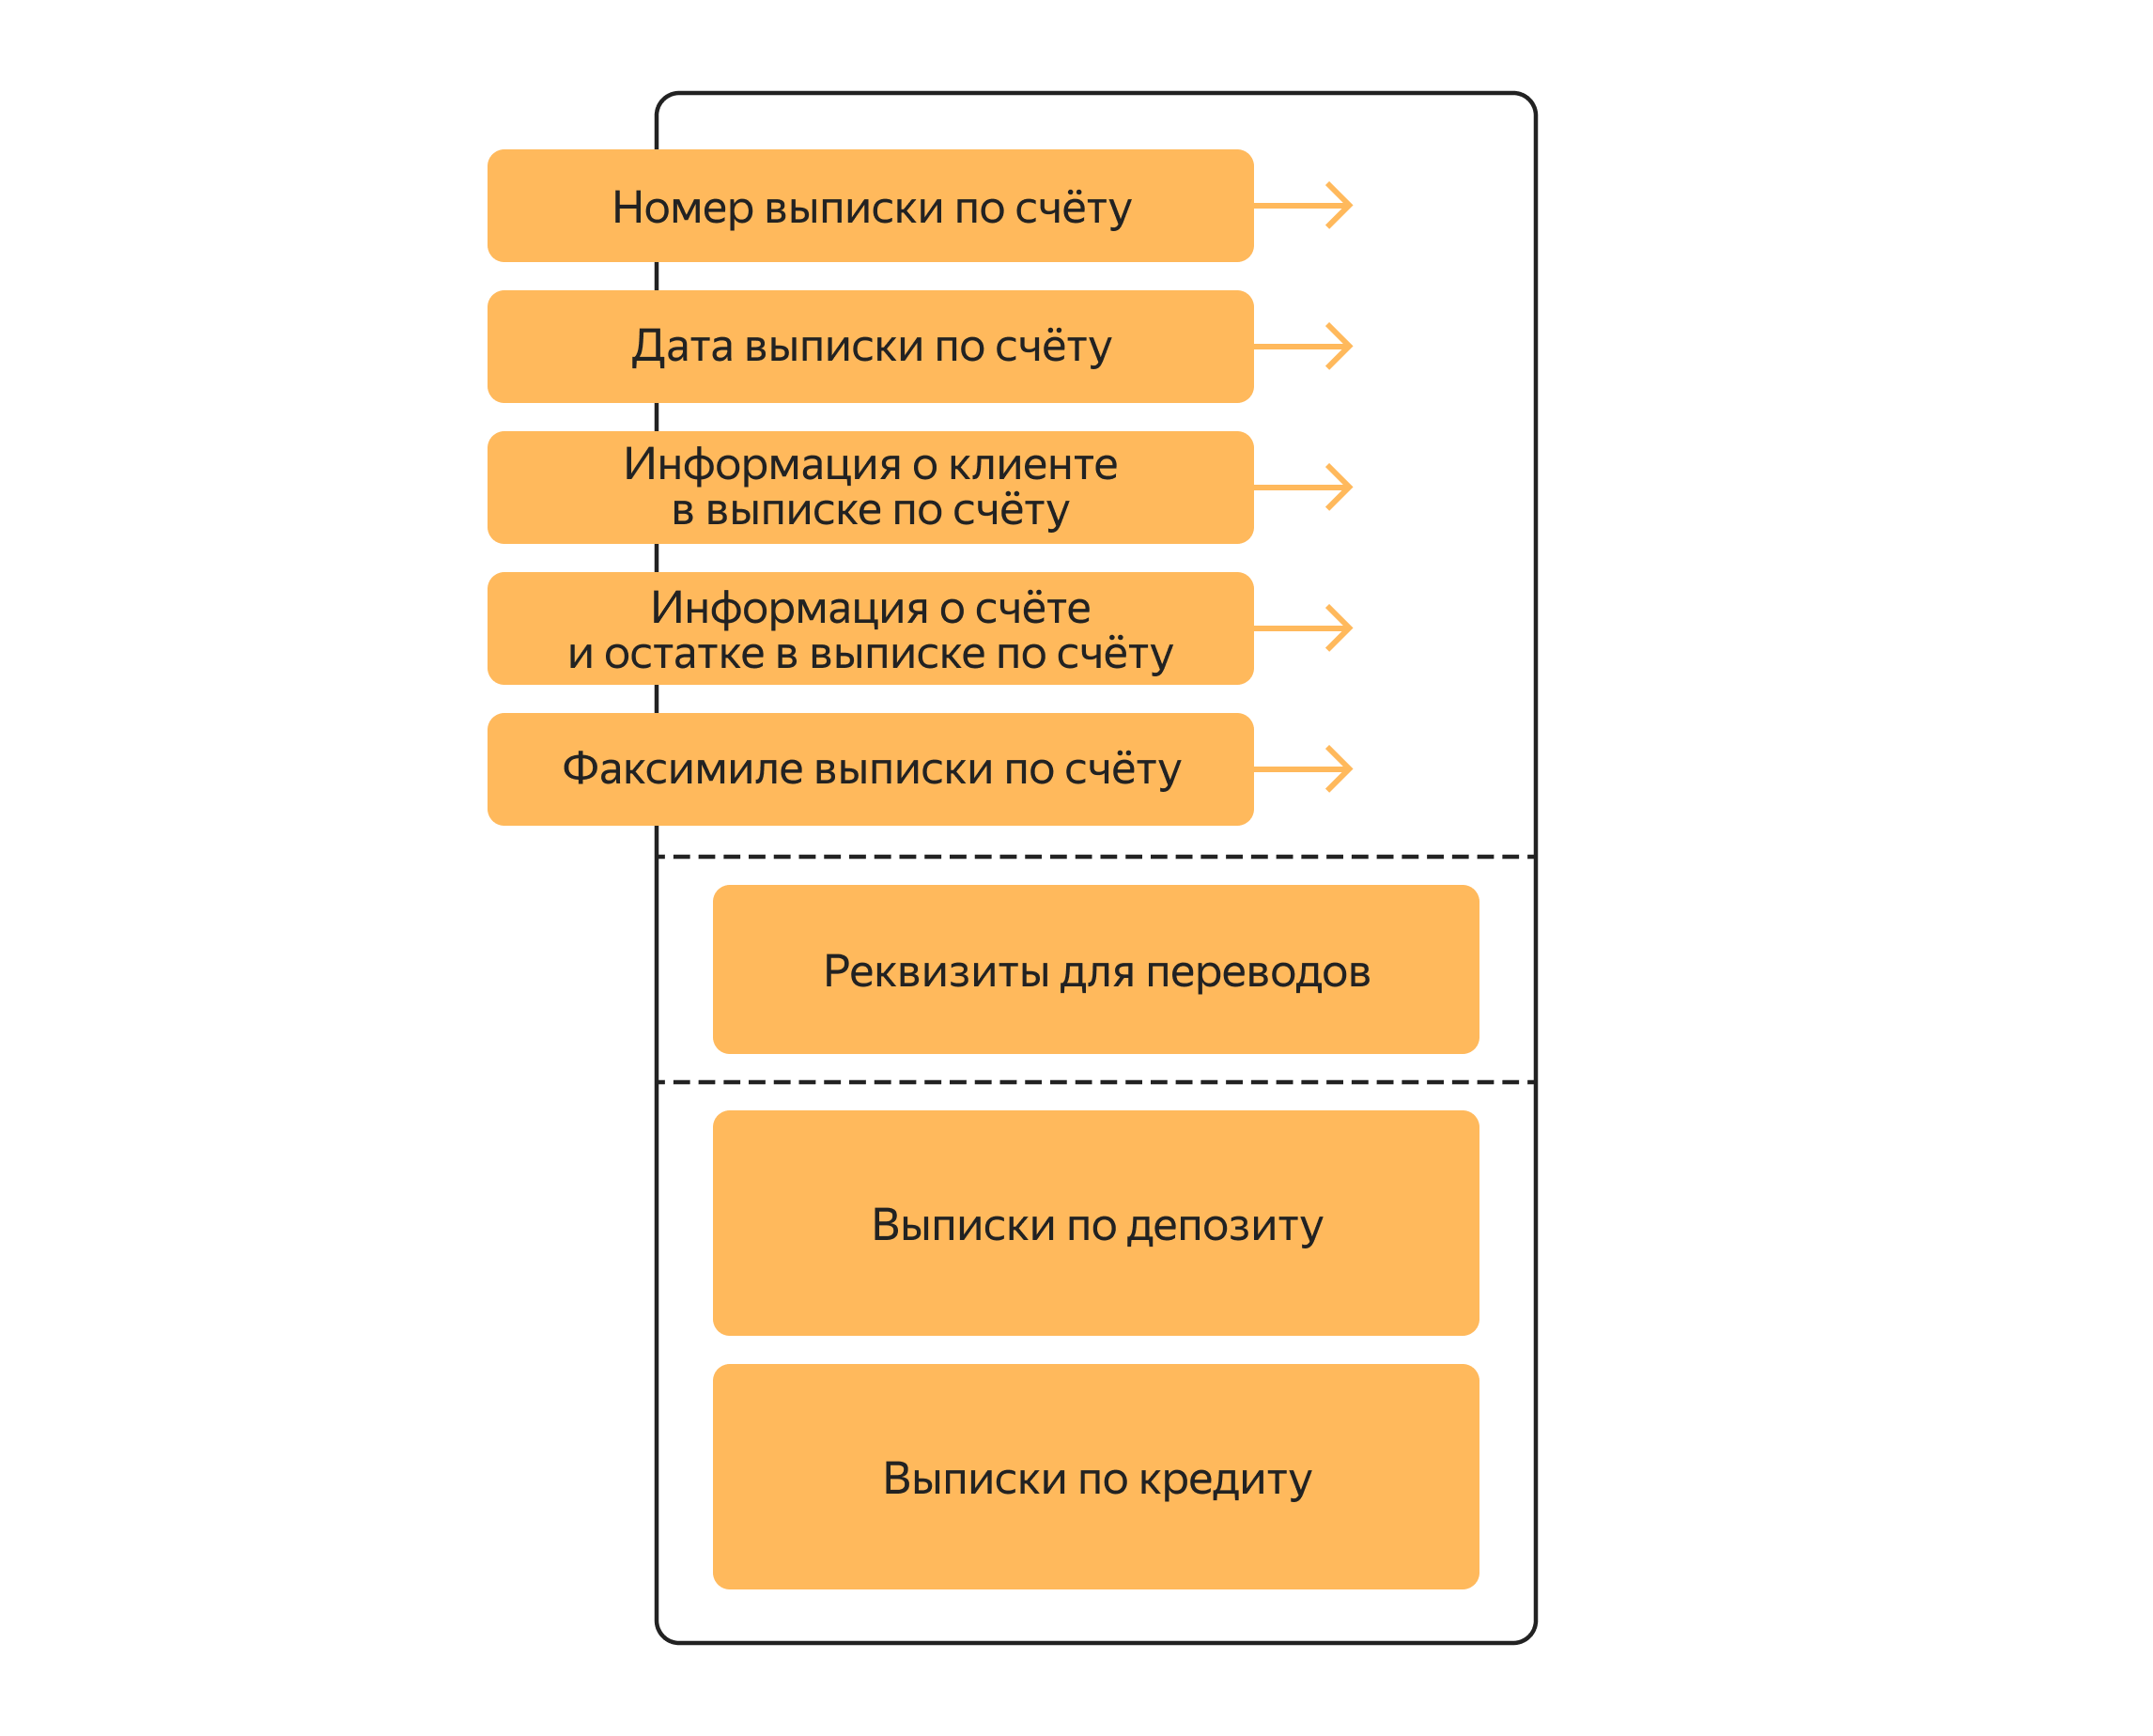 Номер выписки по счёту
Дата выписки по счёту
Информация о клиенте
в выписке по счёту
Информация о счёте
и остатке в выписке по счёту
Факсимиле выписки по счёту
Реквизиты для переводов
Выписки по депозиту
Выписки по кредиту